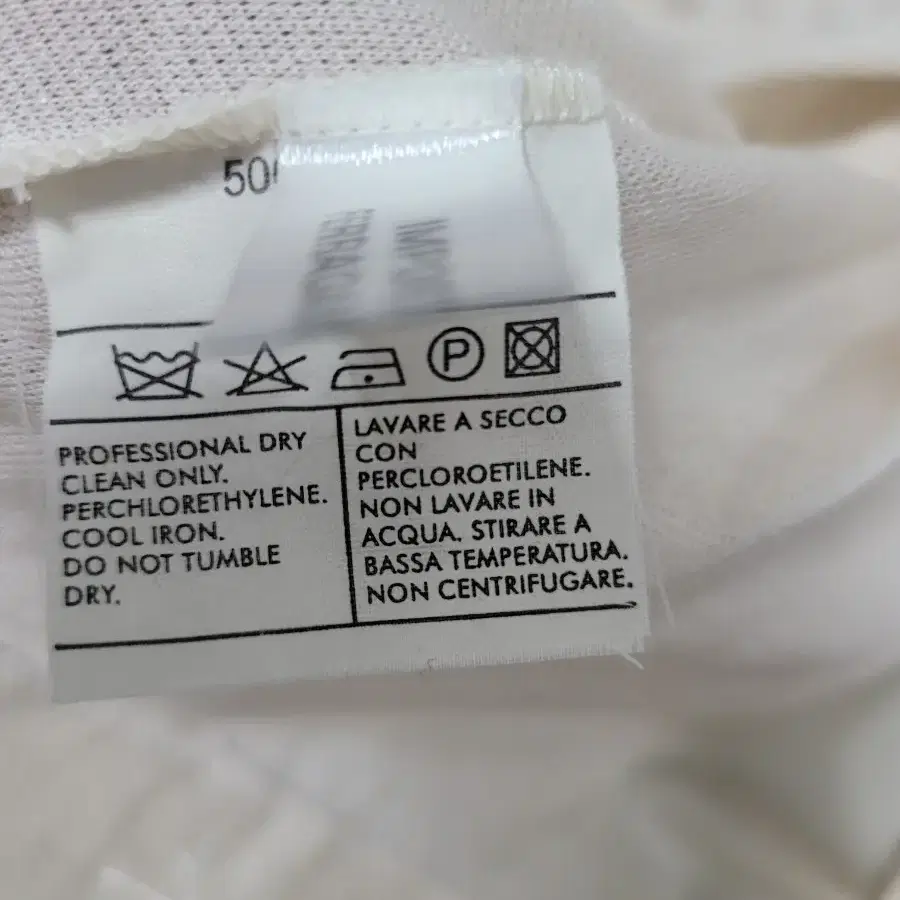 50
P
PROFESSIONAL DRY
CLEAN ONLY.
PERCHLORETHYLENE.
COOL IRON.
DO NOT TUMBLE
DRY.
LAVARE A SECCO
CON
PERCLOROETILENE.
NON LAVARE IN
ACQUA. STIRARE A
BASSA TEMPERATURA.
NON CENTRIFUGARE.